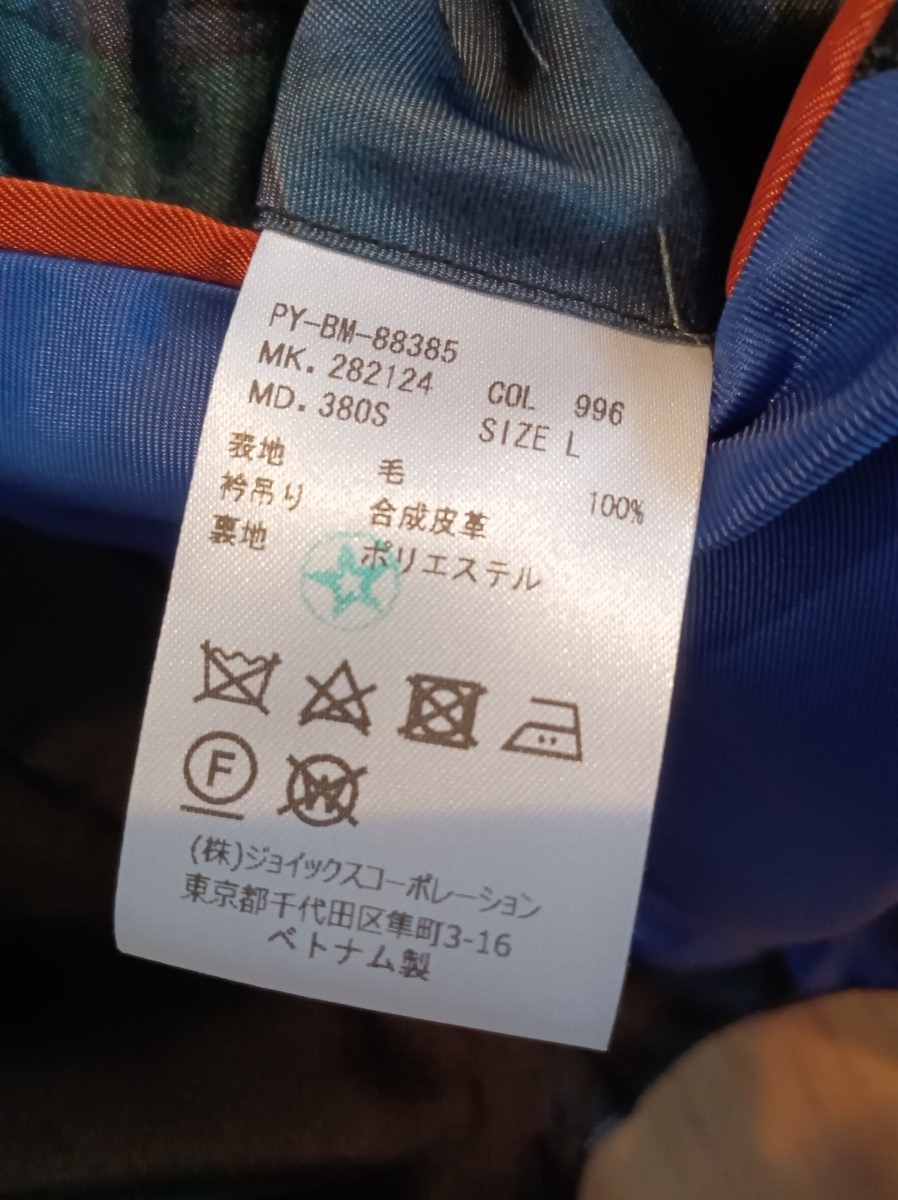 PY-BM-88385
MK. 282124 COL 996
MD. 380S SIZE L
表地 毛 100%
衿吊り 合成皮革
裏地 ポリエステル
F
W
(株)ジョイックスコーポレーション
東京都千代田区隼町3-16
ベトナム製